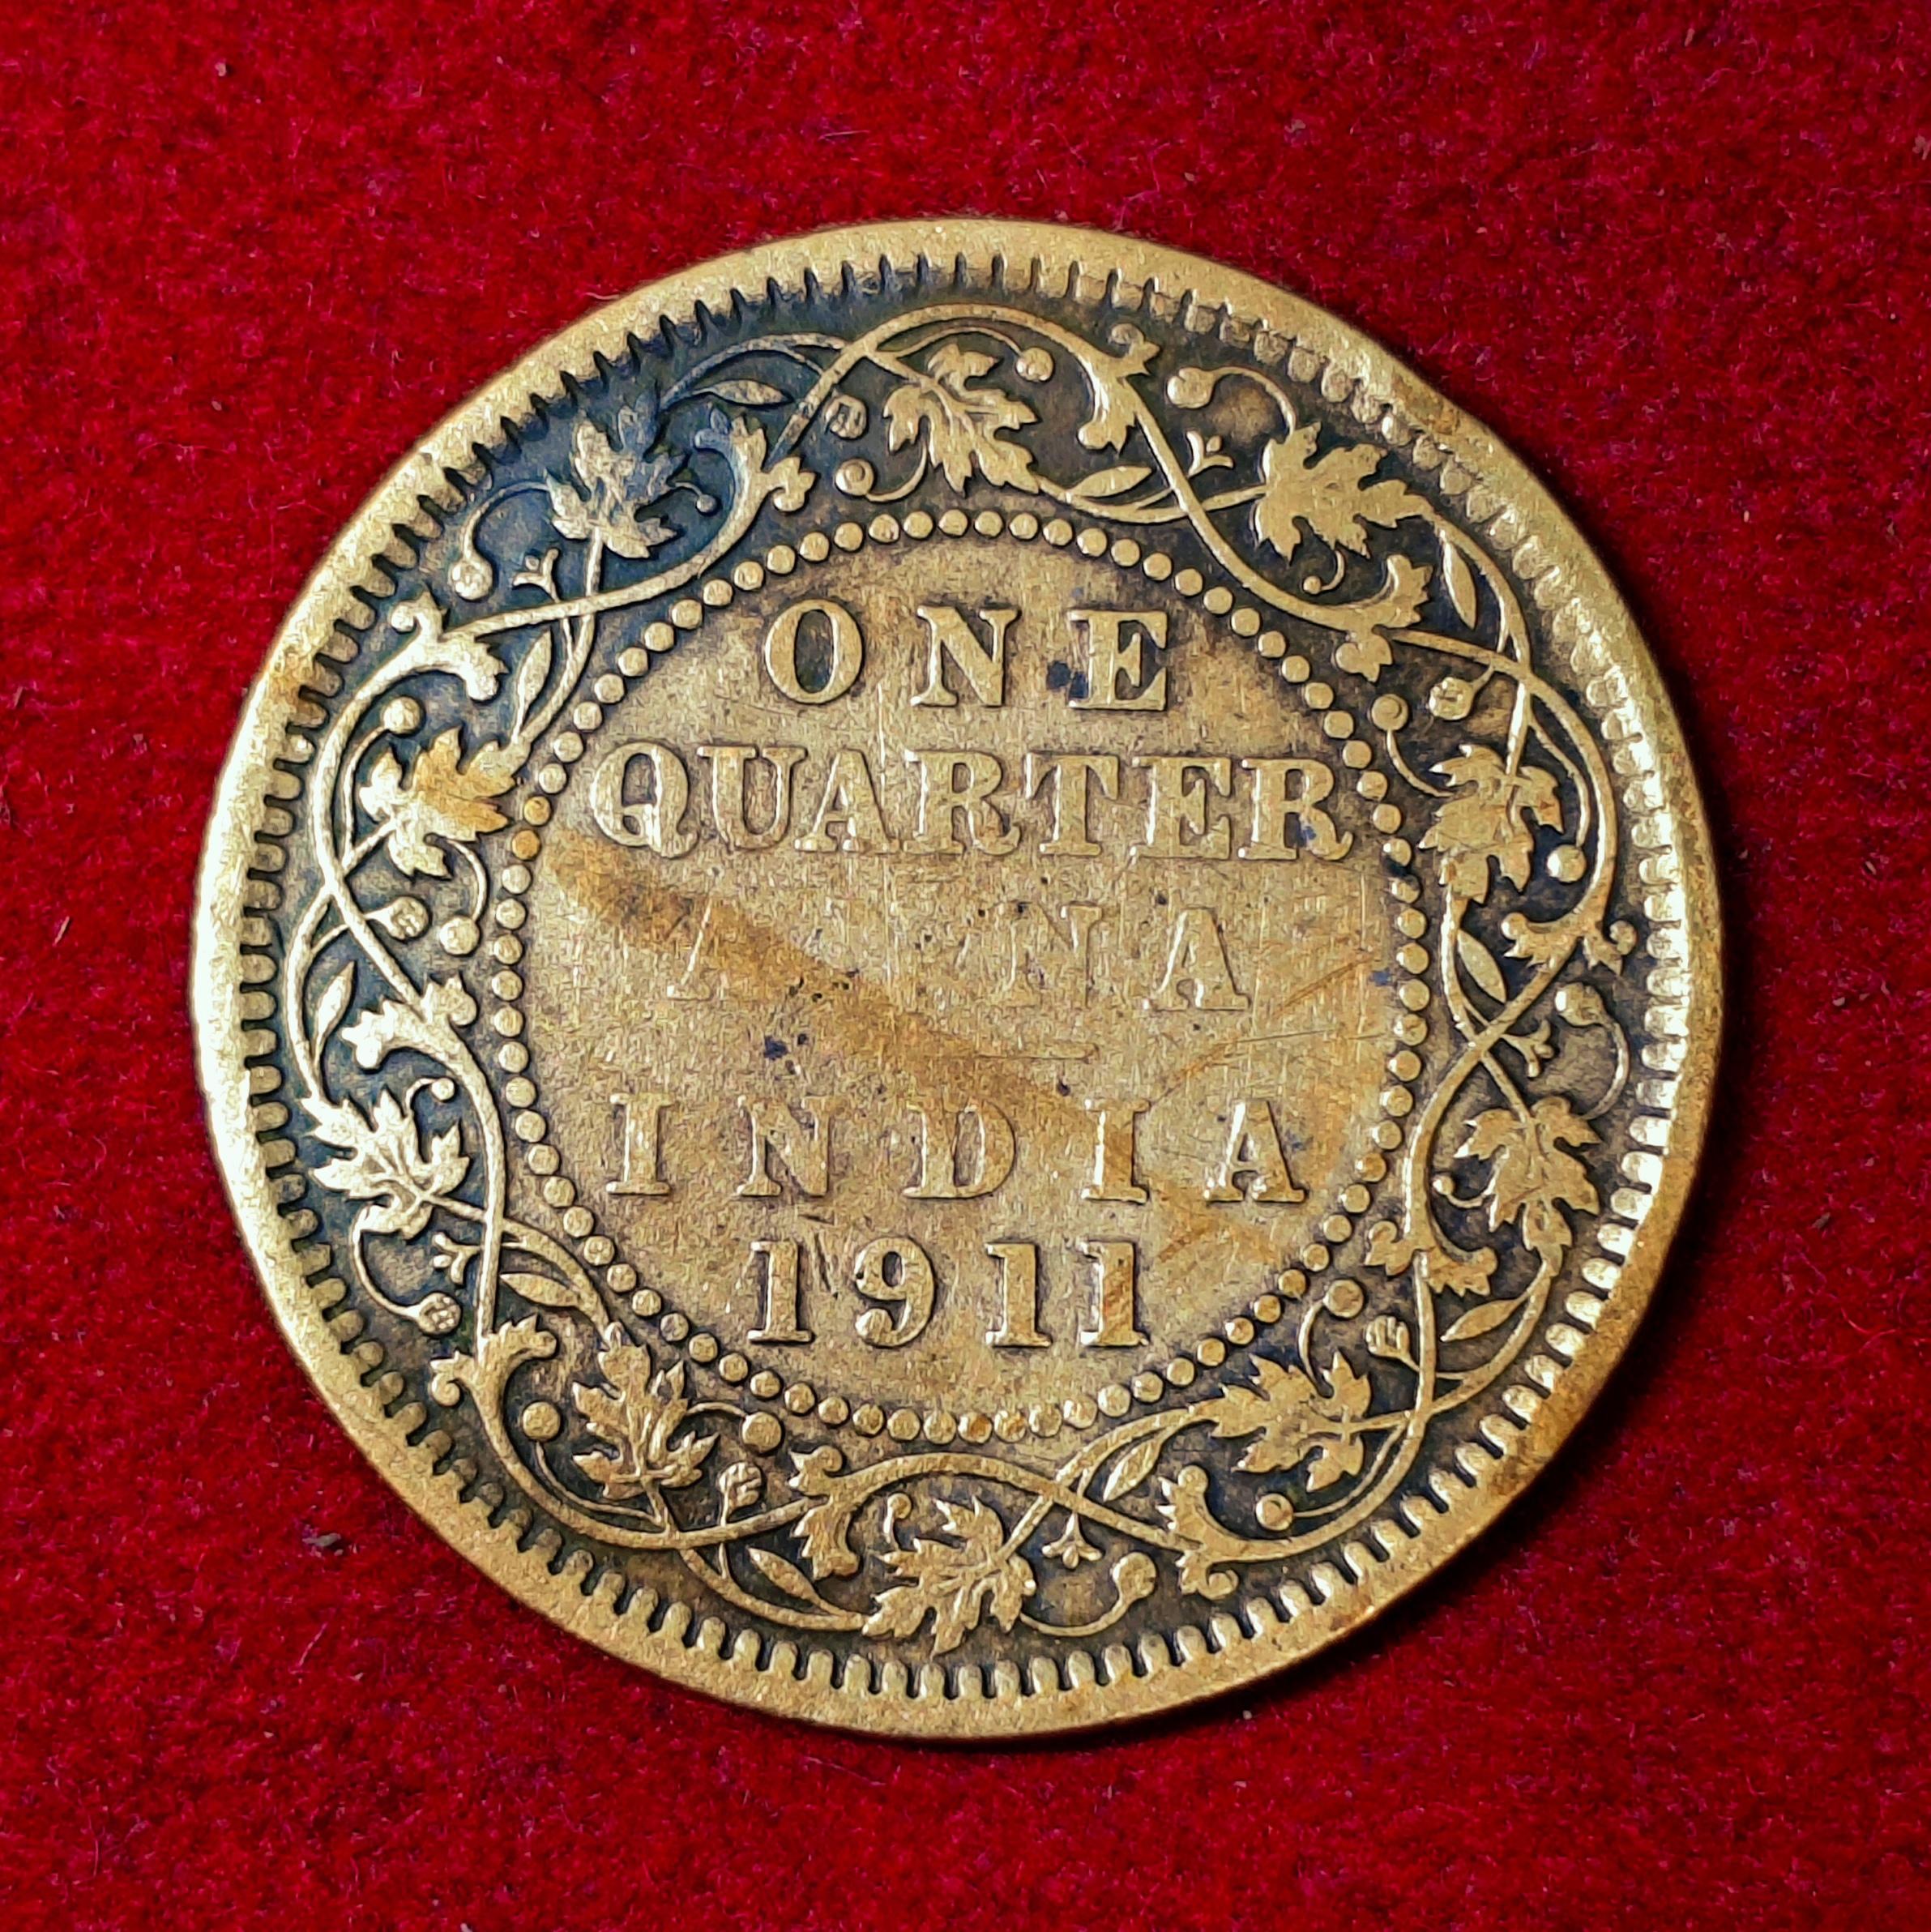 ONE
QUARTER
ANNA
INDIA
1911